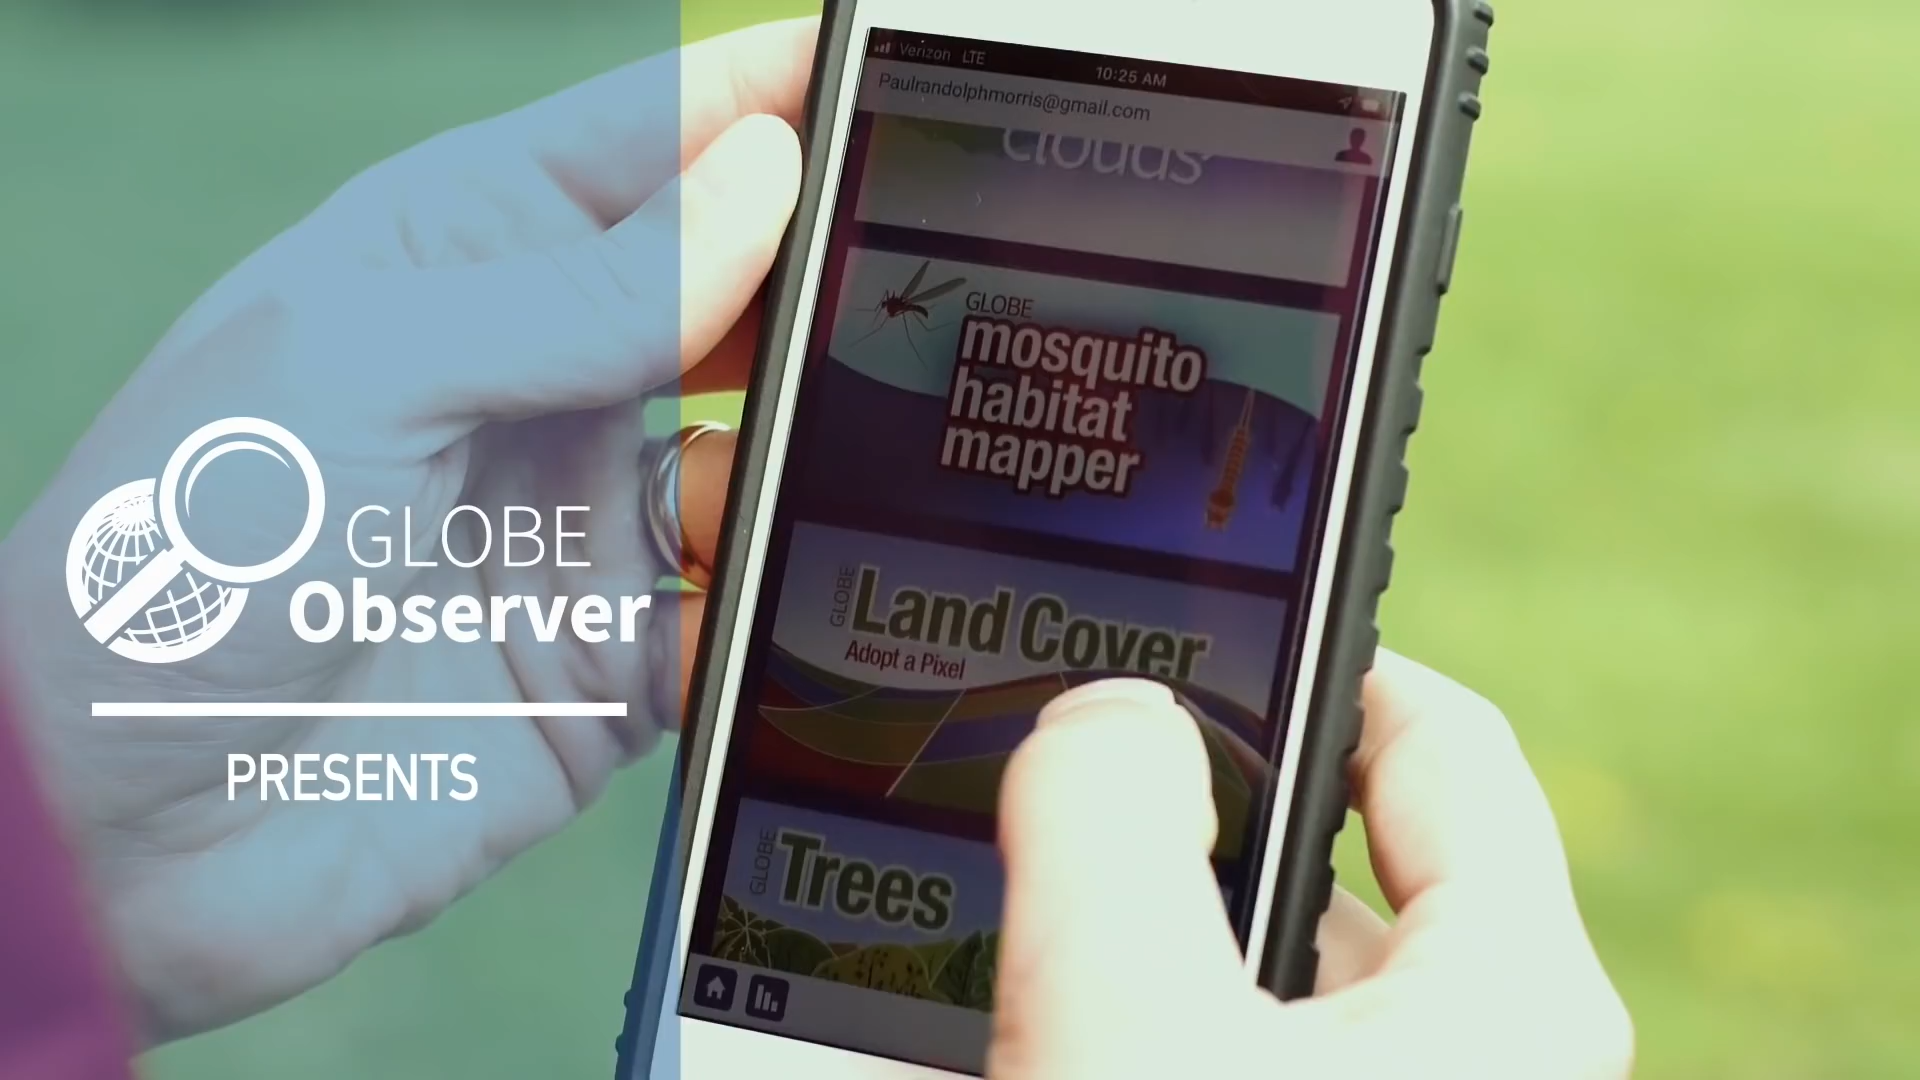 GLOBE
Observer
PRESENTS
Verizon LTE
10:25 AM
Paulrandolphmorris@gmail.com
clouds
GLOBE
mosquito
habitat
mapper
GLOBE
Land Cover
Adopt a Pixel
GLOBE
Trees